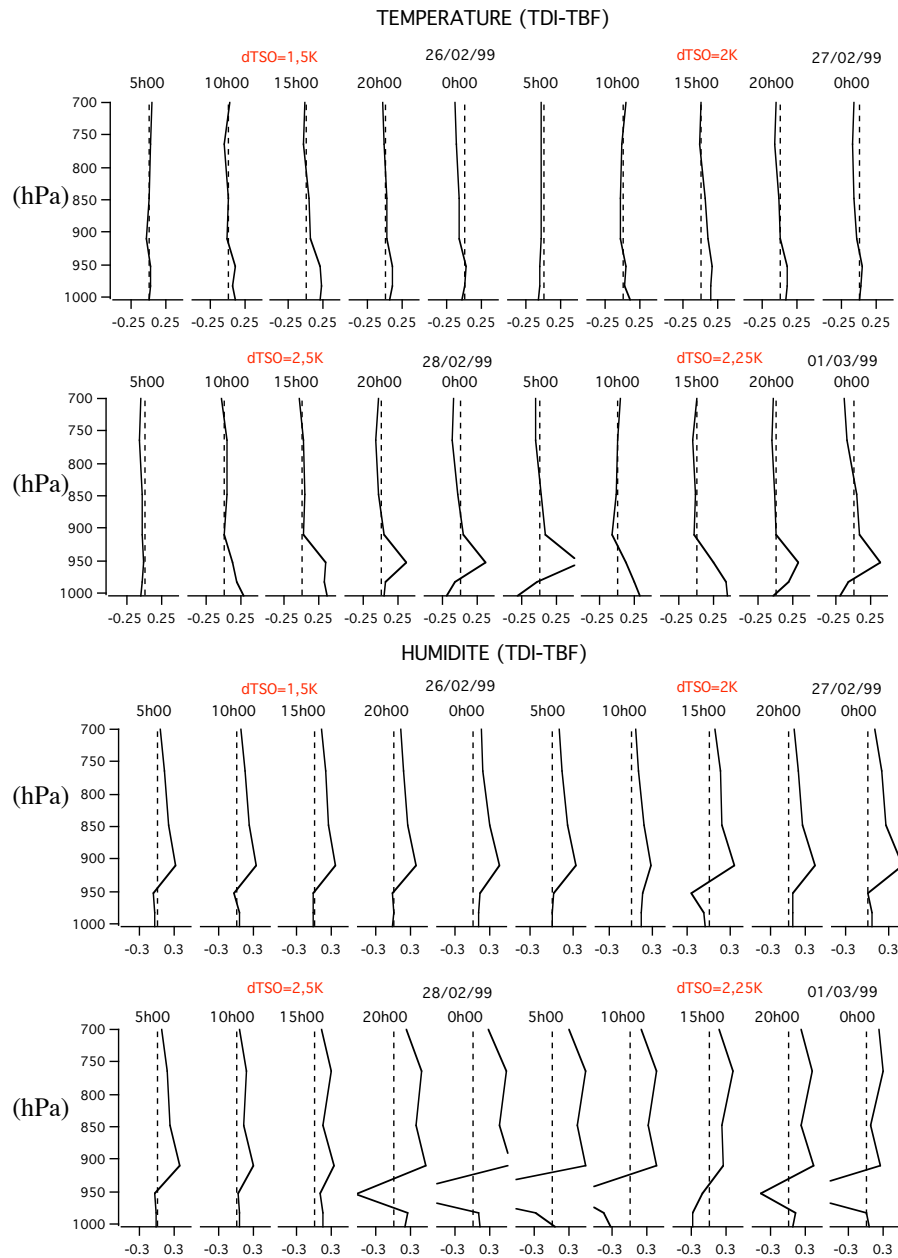 TEMPERATURE (TDI-TBF)
dTSO=1,5K 26/02/99 dTSO=2K 27/02/99
5h00 10h00 15h00 20h00 0h00 5h00 10h00 15h00 20h00 0h00
700
750
800
(hPa)
850
900
950
1000
-0.25 0.25 -0.25 0.25 -0.25 0.25 -0.25 0.25 -0.25 0.25 -0.25 0.25 -0.25 0.25 -0.25 0.25 -0.25 0.25 -0.25 0.25
dTSO=2,5K 28/02/99 dTSO=2,25K 01/03/99
5h00 10h00 15h00 20h00 0h00 5h00 10h00 15h00 20h00 0h00
700
750
800
(hPa)
850
900
950
1000
-0.25 0.25 -0.25 0.25 -0.25 0.25 -0.25 0.25 -0.25 0.25 -0.25 0.25 -0.25 0.25 -0.25 0.25 -0.25 0.25 -0.25 0.25
HUMIDITE (TDI-TBF)
dTSO=1,5K 26/02/99 dTSO=2K 27/02/99
5h00 10h00 15h00 20h00 0h00 5h00 10h00 15h00 20h00 0h00
700
750
(hPa)
800
850
900
950
1000
-0.3 0.3 -0.3 0.3 -0.3 0.3 -0.3 0.3 -0.3 0.3 -0.3 0.3 -0.3 0.3 -0.3 0.3 -0.3 0.3 -0.3 0.3
dTSO=2,5K 28/02/99 dTSO=2,25K 01/03/99
5h00 10h00 15h00 20h00 0h00 5h00 10h00 15h00 20h00 0h00
700
750
800
(hPa)
850
900
950
1000
-0.3 0.3 -0.3 0.3 -0.3 0.3 -0.3 0.3 -0.3 0.3 -0.3 0.3 -0.3 0.3 -0.3 0.3 -0.3 0.3 -0.3 0.3